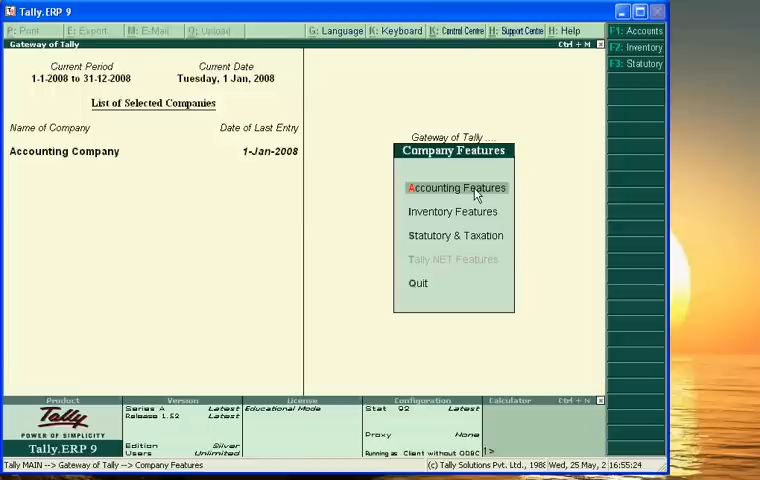 Tally.ERP 9
P: Print E: Export M: E-Mail O: Upload G: Language K: Keyboard K: Control Centre H: Support Centre H: Help F1: Accounts
Gateway of Tally Ctrl + M F2: Inventory
F3: Statutory
Current Period Current Date
1-1-2008 to 31-12-2008 Tuesday, 1 Jan, 2008
List of Selected Companies
Name of Company Date of Last Entry
Accounting Company 1-Jan-2008
Gateway of Tally ....
Company Features
Accounting Features
Inventory Features
Statutory & Taxation
Tally.NET Features
Quit
Product Version License Configuration Calculator Ctrl + N
Tally
POWER OF SIMPLICITY
Tally.ERP 9
Series A Latest
Release 1.52 Latest
Edition Silver
Users Unlimited
Educational Mode
Stat 92 Latest
Proxy None
Running as Client without ODBC
1>
Tally MAIN --> Gateway of Tally --> Company Features (c) Tally Solutions Pvt. Ltd., 1988 Wed, 25 May, 2 16:55:24